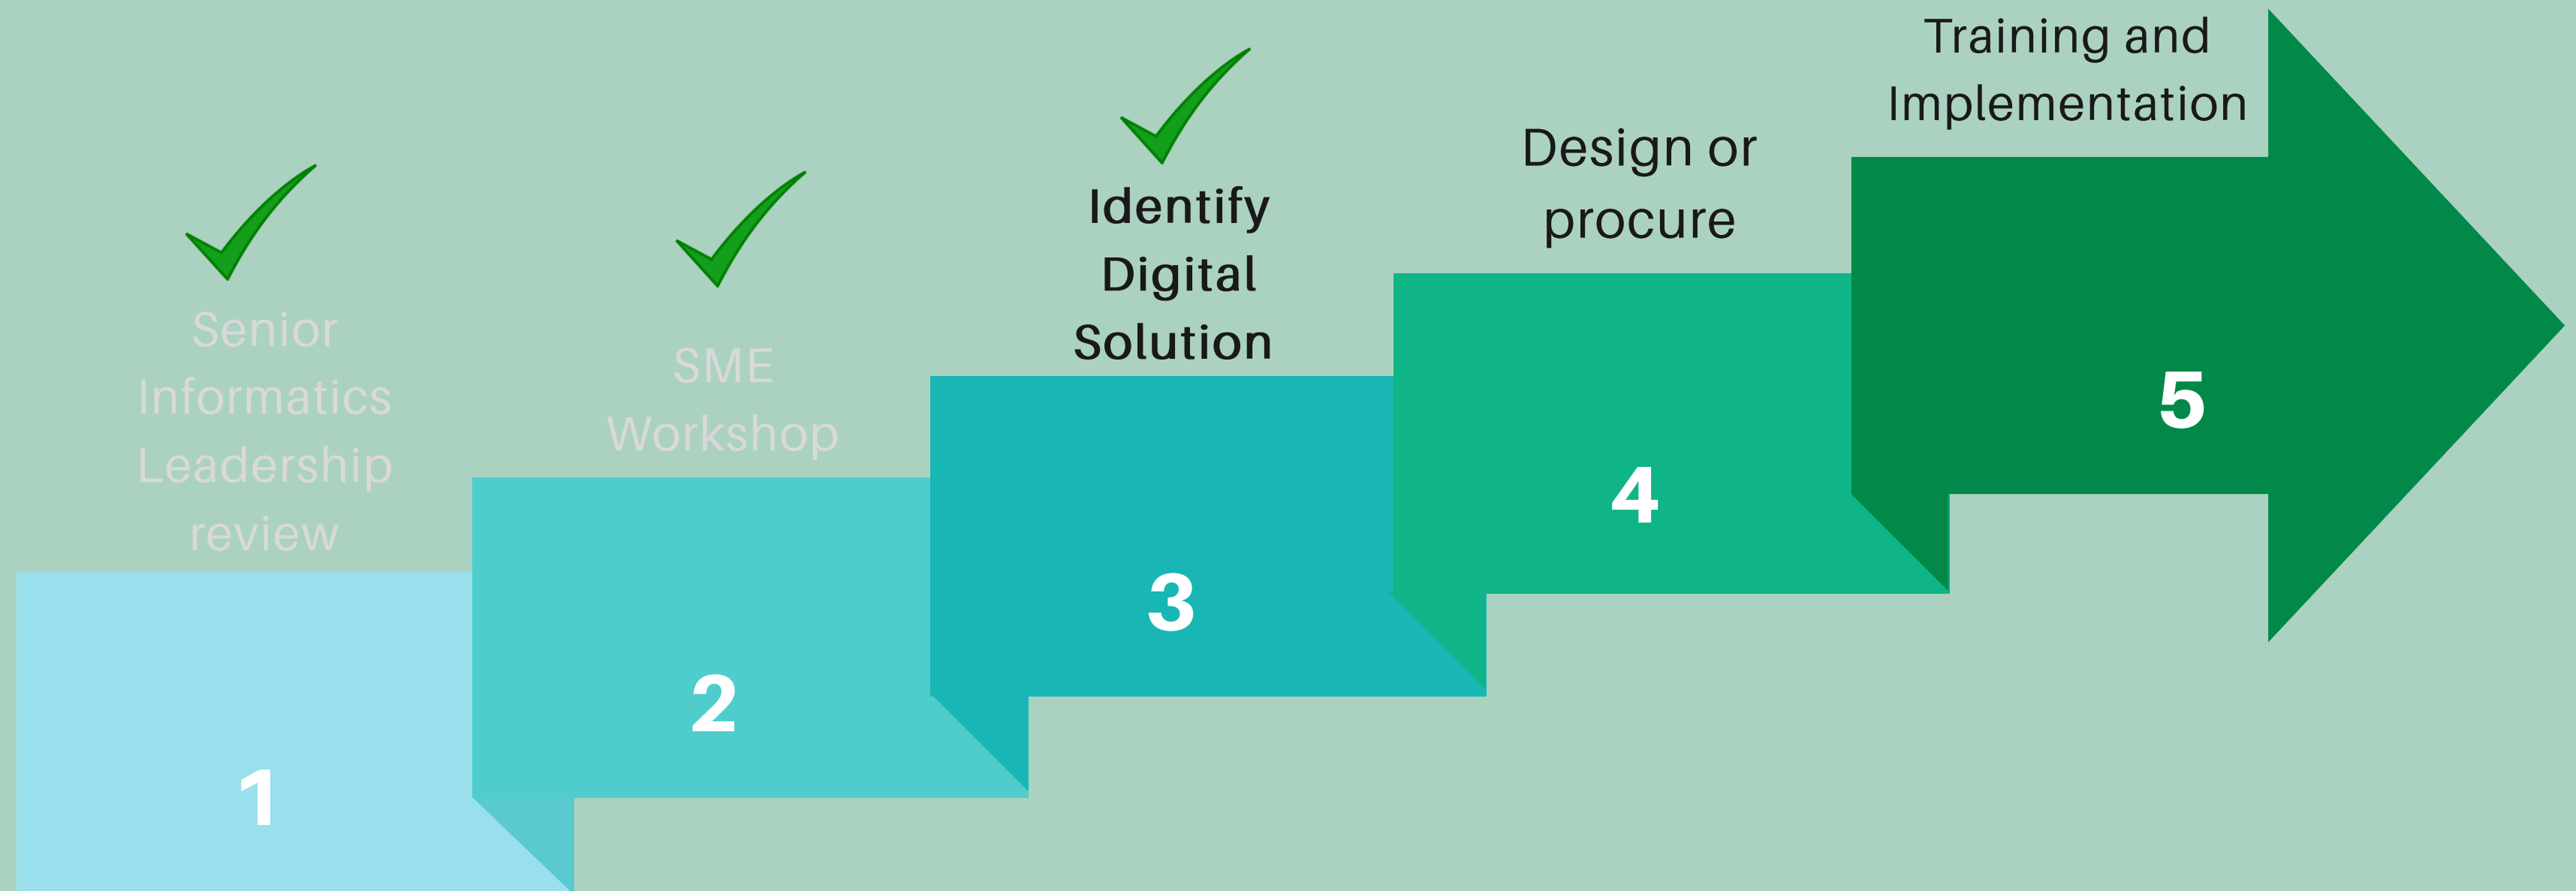 Senior
Informatics
Leadership
review
1
SME
Workshop
2
Identify
Digital
Solution
3
Design or
procure
4
Training and
Implementation
5